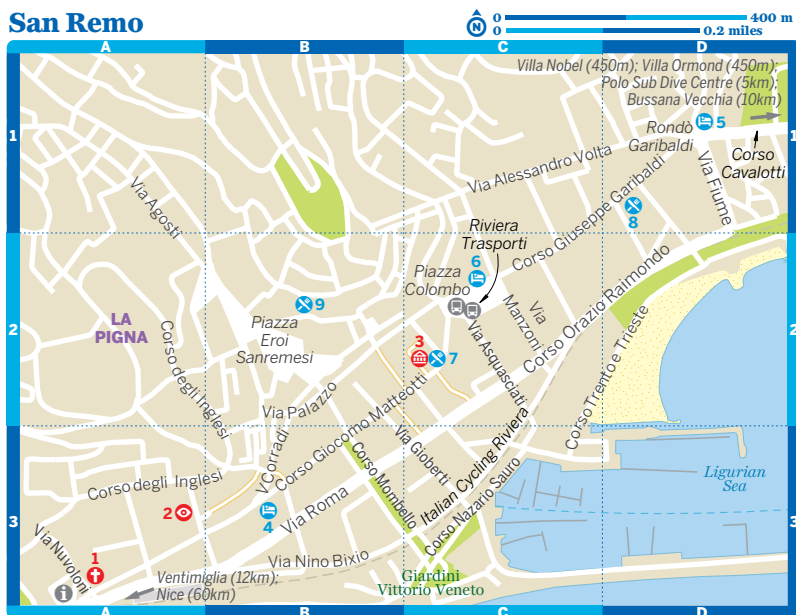 San Remo
N
0 400 m
0 0.2 miles
A B C D
Villa Nobel (450m); Villa Ormond (450m);
Polo Sub Dive Centre (5km);
Bussana Vecchia (10km)
1 1
5
Rondò
Garibaldi
Corso
Cavalotti
Via Alessandro Volta
Via Fiume
Via Agosti
Corso Giuseppe Garibaldi
8
Riviera
Trasporti
6
Piazza
Colombo
Corso Orazio Raimondo
Via
Manzoni
9
LA
PIGNA
2 2
Piazza
Eroi
Sanremesi
3
7
Via Asquasciati
Corso Trento e Trieste
Corso degli Inglesi
Via Palazzo
Corso Giocomo Matteotti
V Corradi
Via Gioberti
Italian Cycling Riviera
Corso degli Inglesi
Corso Mombello
Corso Nazario Sauro
Ligurian
Sea
2
4
Via Roma
3 3
Via Nuvoloni
1
Via Nino Bixio
i
Ventimiglia (12km);
Nice (60km)
Giardini
Vittorio Veneto
A B C D